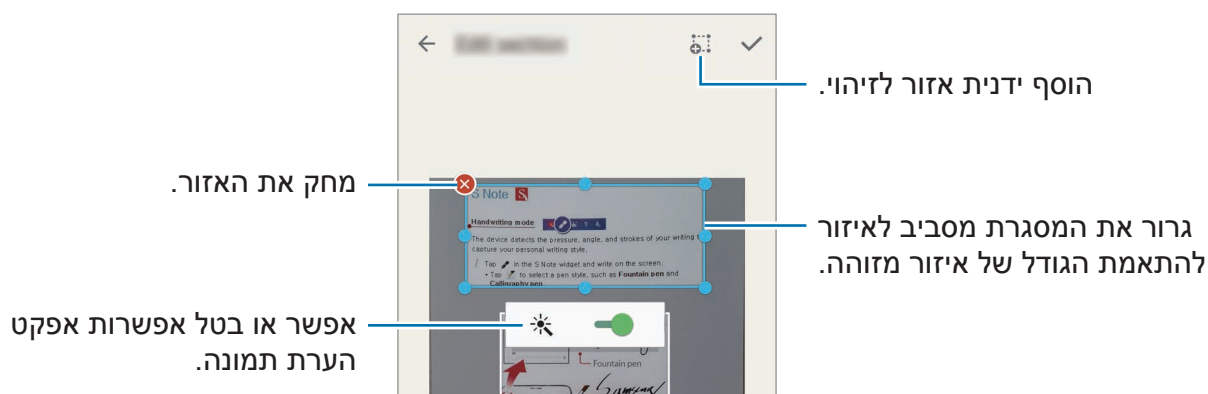 הוסף ידנית אזור לזיהוי.
מחק את האזור.
S Note
Handwriting mode
The device detects the pressure, angle, and strokes of your writing
capture your personal writing style.
Tap in the S Note widget and write on the screen.
• Tap to select a pen style, such as Fountain pen and
Calligraphy pen
גרור את המסגרת מסביב לאיזור
להתאמת הגודל של איזור מזוהה.
אפשר או בטל אפשרות אפקט
הערת תמונה.
Fountain pen
Samsung